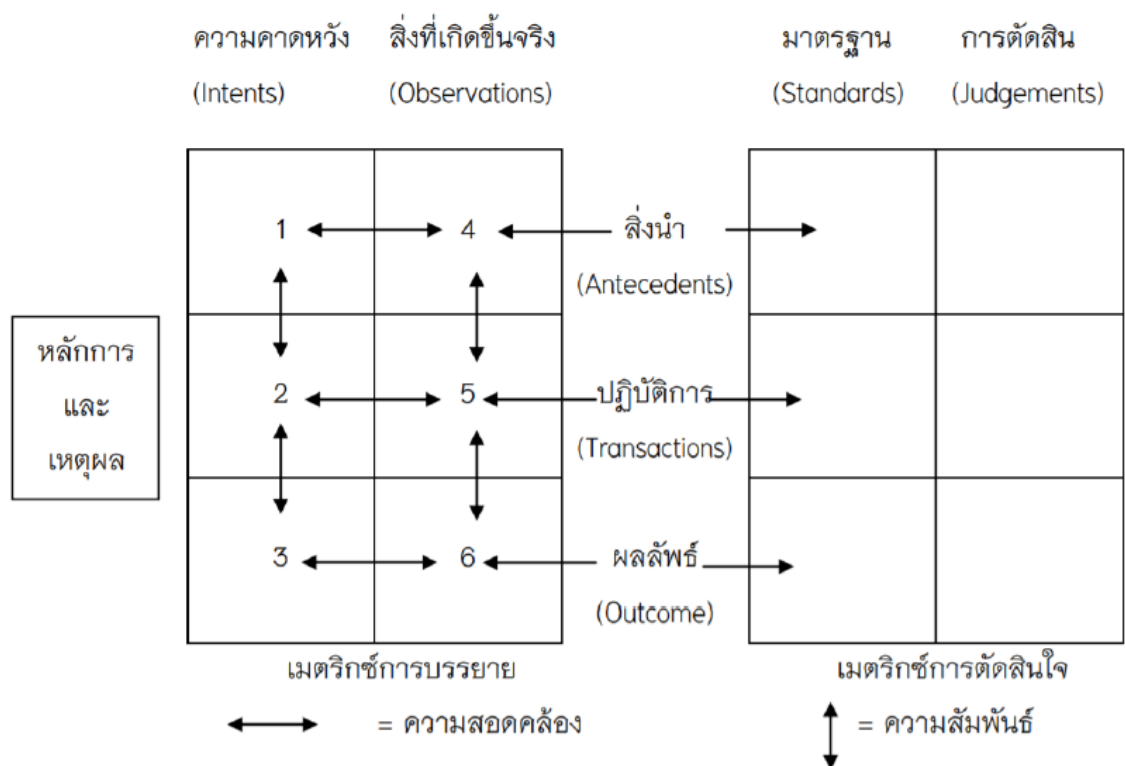 ความคาดหวัง สิ่งที่เกิดขึ้นจริง มาตรฐาน การตัดสิน
(Intents) (Observations) (Standards) (Judgements)
1 4 สิ่งนำ
(Antecedents)
หลักการ
และ
เหตุผล
2 5 ปฏิบัติการ
(Transactions)
3 6 ผลลัพธ์
(Outcome)
เมตริกซ์การบรรยาย เมตริกซ์การตัดสินใจ
= ความสอดคล้อง = ความสัมพันธ์